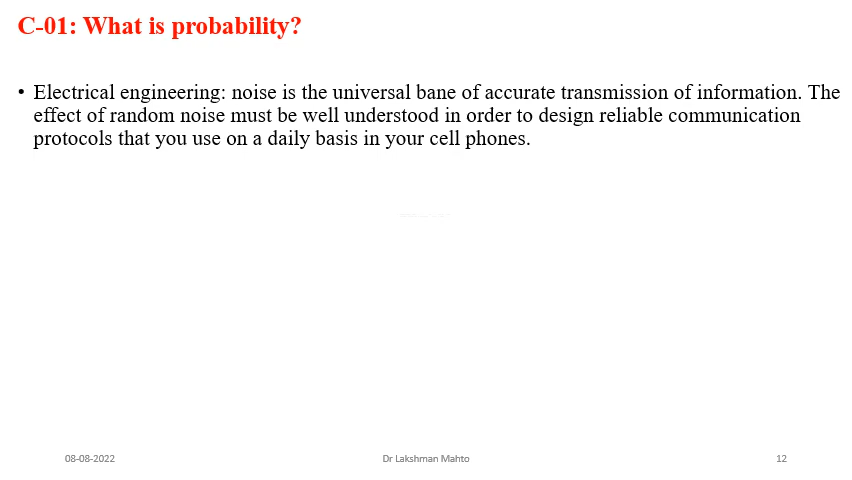 C-01: What is probability?
• Electrical engineering: noise is the universal bane of accurate transmission of information. The
effect of random noise must be well understood in order to design reliable communication
protocols that you use on a daily basis in your cell phones.
08-08-2022
Dr Lakshman Mahto
12